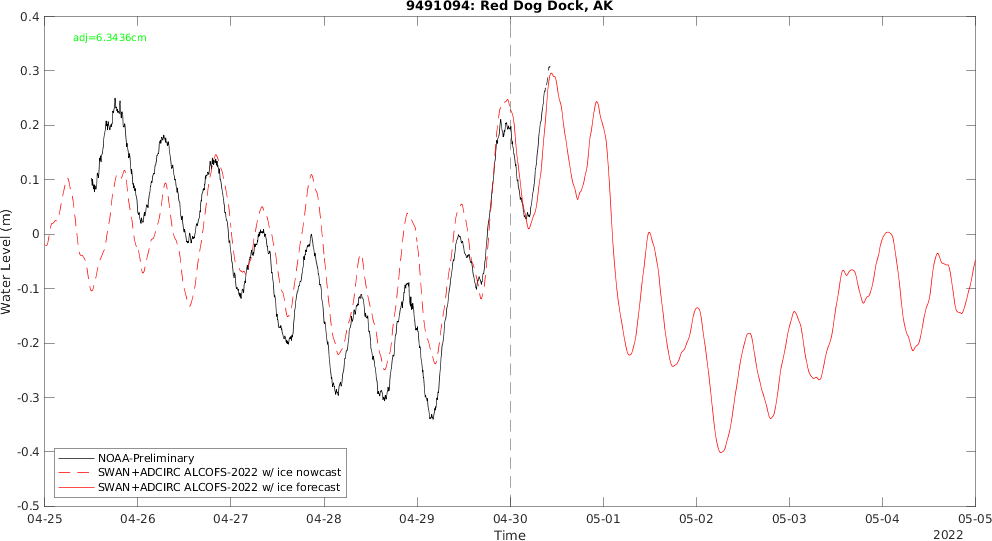 9491094: Red Dog Dock, AK
adj=6.3436cm
0.4
0.3
0.2
0.1
0
-0.1
-0.2
-0.3
-0.4
-0.5
Water Level (m)
NOAA-Preliminary
SWAN+ADCIRC ALCOFS-2022 w/ ice nowcast
SWAN+ADCIRC ALCOFS-2022 w/ ice forecast
04-25 04-26 04-27 04-28 04-29 04-30 05-01 05-02 05-03 05-04 05-05
Time
2022